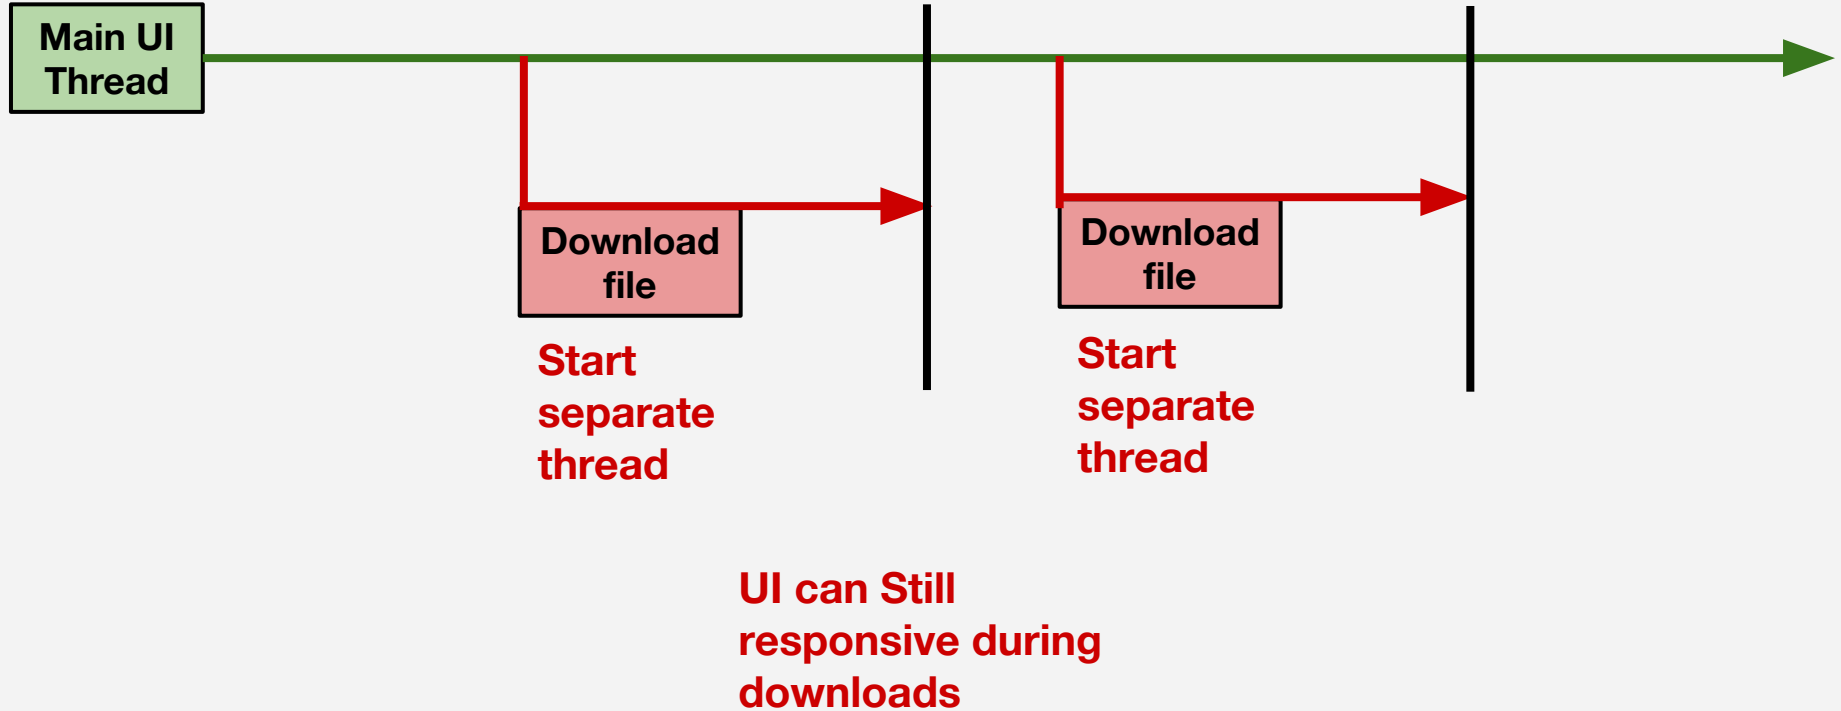 Main UI
Thread
Download
file
Start
separate
thread
Download
file
Start
separate
thread
UI can Still
responsive during
downloads